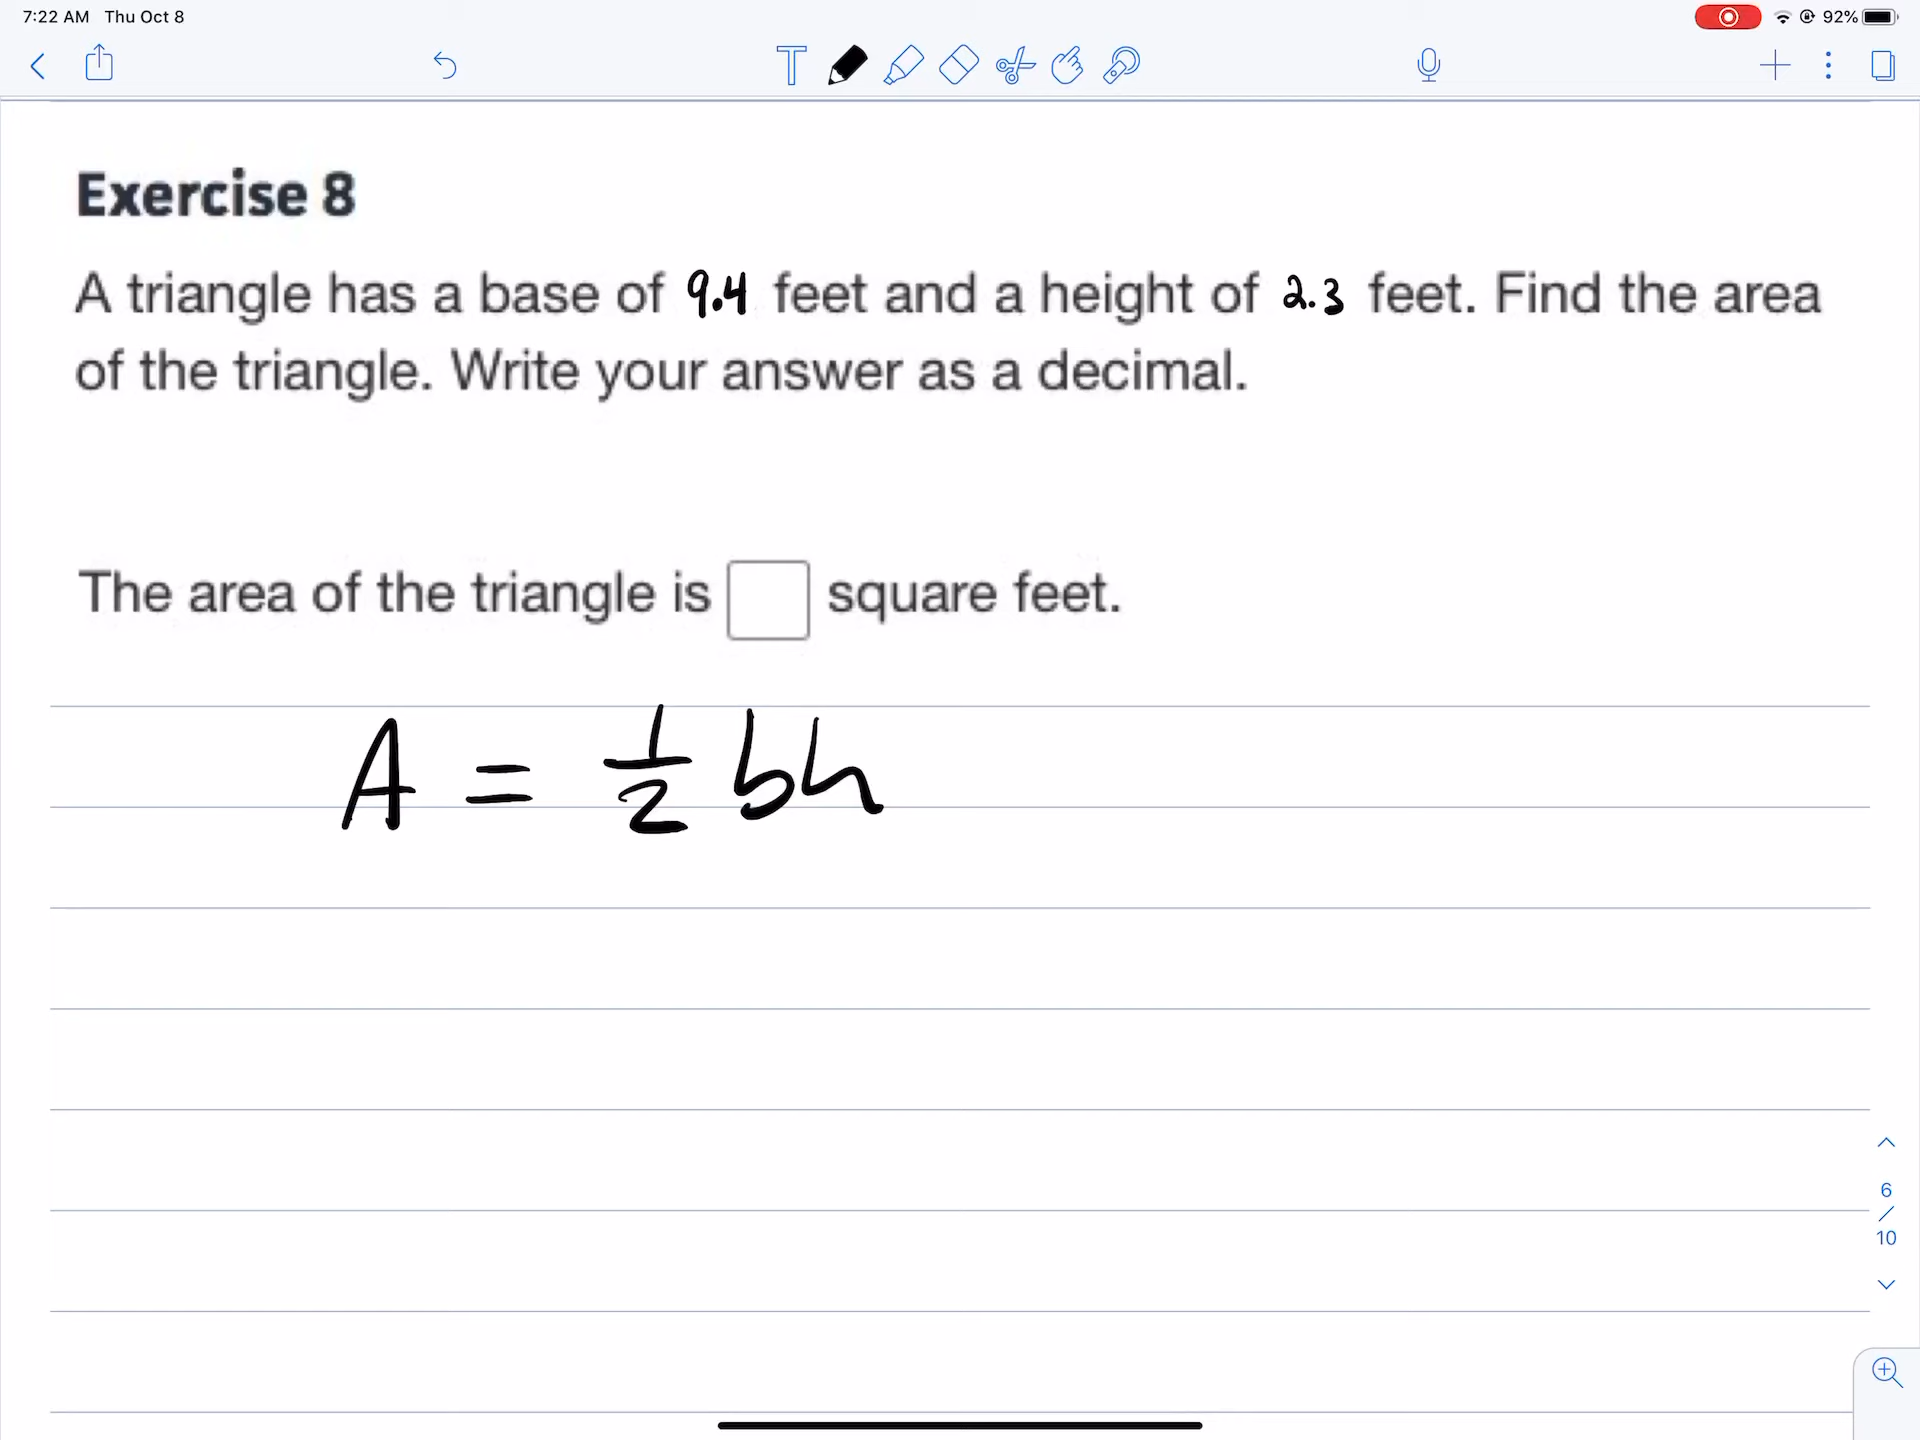 7:22 AM Thu Oct 8
92%
Exercise 8
A triangle has a base of 9.4 feet and a height of 2.3 feet. Find the area
of the triangle. Write your answer as a decimal.
The area of the triangle is square feet.
A = 1/2 bh
6
/
10